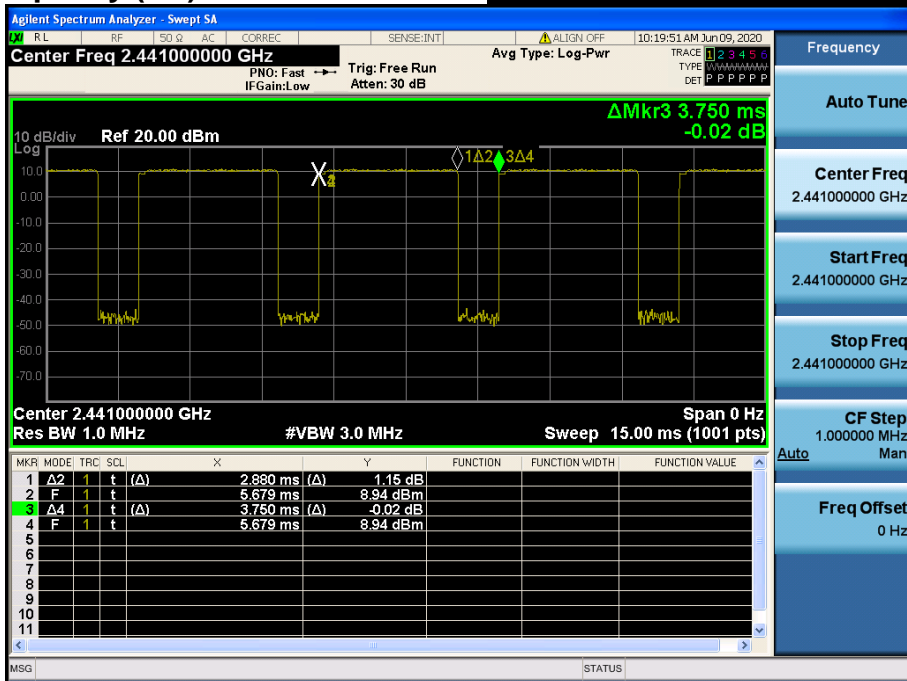 Agilent Spectrum Analyzer - Swept SA
LXI RL RF 50 Ω AC CORREC SENSE:INT ALIGN OFF 10:19:51 AM Jun 09, 2020
Center Freq 2.441000000 GHz
PNO: Fast
IFGain:Low
Trig: Free Run
Atten: 30 dB
Avg Type: Log-Pwr
TRACE 1 2 3 4 5 6
TYPE
DET P P P P P P
ΔMkr3 3.750 ms
-0.02 dB
10 dB/div Ref 20.00 dBm
Log
1Δ2 3Δ4
10.0
0.00
-10.0
-20.0
-30.0
-40.0
-50.0
-60.0
-70.0
Center 2.441000000 GHz Span 0 Hz
Res BW 1.0 MHz #VBW 3.0 MHz Sweep 15.00 ms (1001 pts)
MKR MODE TRC SCL X Y FUNCTION FUNCTION WIDTH FUNCTION VALUE
1 Δ2 1 t (Δ) 2.880 ms (Δ) 1.15 dB
2 F 1 t 5.679 ms 8.94 dBm
3 Δ4 1 t (Δ) 3.750 ms (Δ) -0.02 dB
4 F 1 t 5.679 ms 8.94 dBm
5
6
7
8
9
10
11
MSG STATUS
Frequency
Auto Tune
Center Freq
2.441000000 GHz
Start Freq
2.441000000 GHz
Stop Freq
2.441000000 GHz
CF Step
1.000000 MHz
Auto Man
Freq Offset
0 Hz